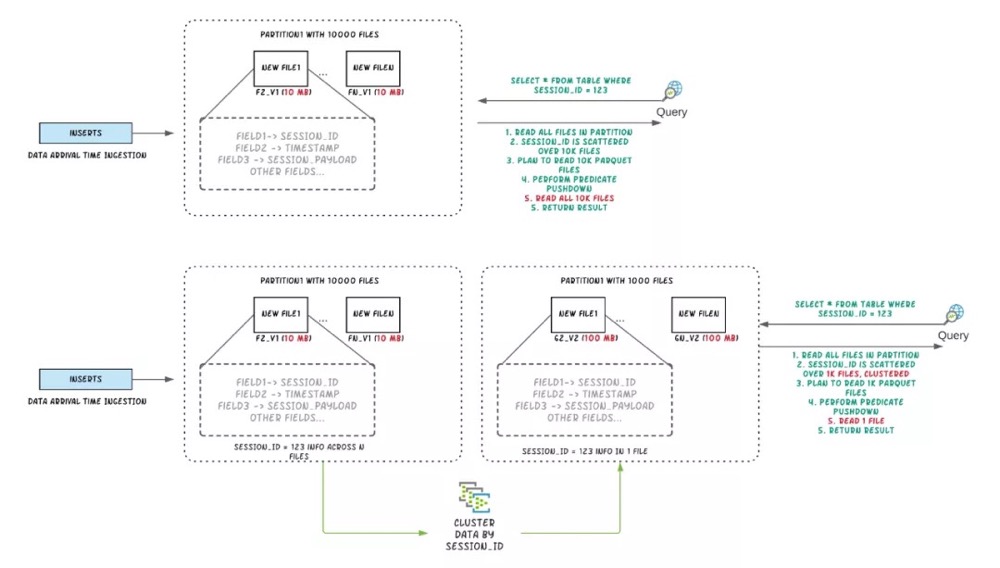 PARTITION1 WITH 10000 FILES
NEW FILE1
...
NEW FILEN
F2_V1 (10 MB)
FN_V1 (10 MB)
INSERTS
DATA ARRIVAL TIME INGESTION
FIELD1-> SESSION_ID
FIELD2 -> TIMESTAMP
FIELD3 -> SESSION_PAYLOAD
OTHER FIELDS...
SELECT * FROM TABLE WHERE
SESSION_ID = 123
Query
1. READ ALL FILES IN PARTITION
2. SESSION_ID IS SCATTERED
OVER 10K FILES
3. PLAN TO READ 10K PARQUET
FILES
4. PERFORM PREDICATE
PUSHDOWN
5. READ ALL 10K FILES
5. RETURN RESULT
PARTITION1 WITH 10000 FILES
NEW FILE1
...
NEW FILEN
F2_V1 (10 MB)
FN_V1 (10 MB)
INSERTS
DATA ARRIVAL TIME INGESTION
FIELD1-> SESSION_ID
FIELD2 -> TIMESTAMP
FIELD3 -> SESSION_PAYLOAD
OTHER FIELDS...
SESSION_ID = 123 INFO ACROSS N
FILES
PARTITION1 WITH 1000 FILES
NEW FILE1
...
NEW FILEN
G2_V2 (100 MB)
GN_V2 (100 MB)
FIELD1-> SESSION_ID
FIELD2 -> TIMESTAMP
FIELD3 -> SESSION_PAYLOAD
OTHER FIELDS...
SESSION_ID = 123 INFO IN 1 FILE
SELECT * FROM TABLE WHERE
SESSION_ID = 123
Query
1. READ ALL FILES IN PARTITION
2. SESSION_ID IS SCATTERED
OVER 1K FILES, CLUSTERED
3. PLAN TO READ 1K PARQUET
FILES
4. PERFORM PREDICATE
PUSHDOWN
5. READ 1 FILE
5. RETURN RESULT
CLUSTER
DATA BY
SESSION_ID